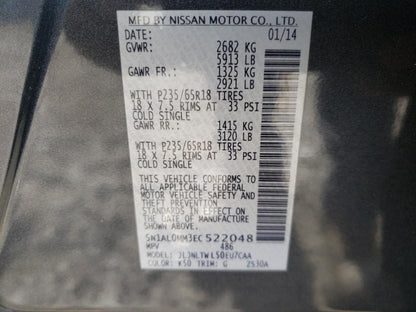 MFD BY NISSAN MOTOR CO., LTD.
DATE: 01/14
GVWR: 2682 KG
5913 LB
GAWR FR.: 1325 KG
2921 LB
WITH P235/65R18 TIRES
18 X 7.5 RIMS AT 33 PSI
COLD SINGLE
GAWR RR.: 1415 KG
3120 LB
WITH P235/65R18 TIRES
18 X 7.5 RIMS AT 33 PSI
COLD SINGLE
THIS VEHICLE CONFORMS TO
ALL APPLICABLE FEDERAL
MOTOR VEHICLE SAFETY
STANDARDS IN EFFECT ON THE
DATE OF MANUFACTURE
SHOWN ABOVE.
5N1AL0MM3EC522048
MPV 486
MODEL: JLJNLTWL50EU7CAA
COLOR: K50 TRIM: G 2S30A